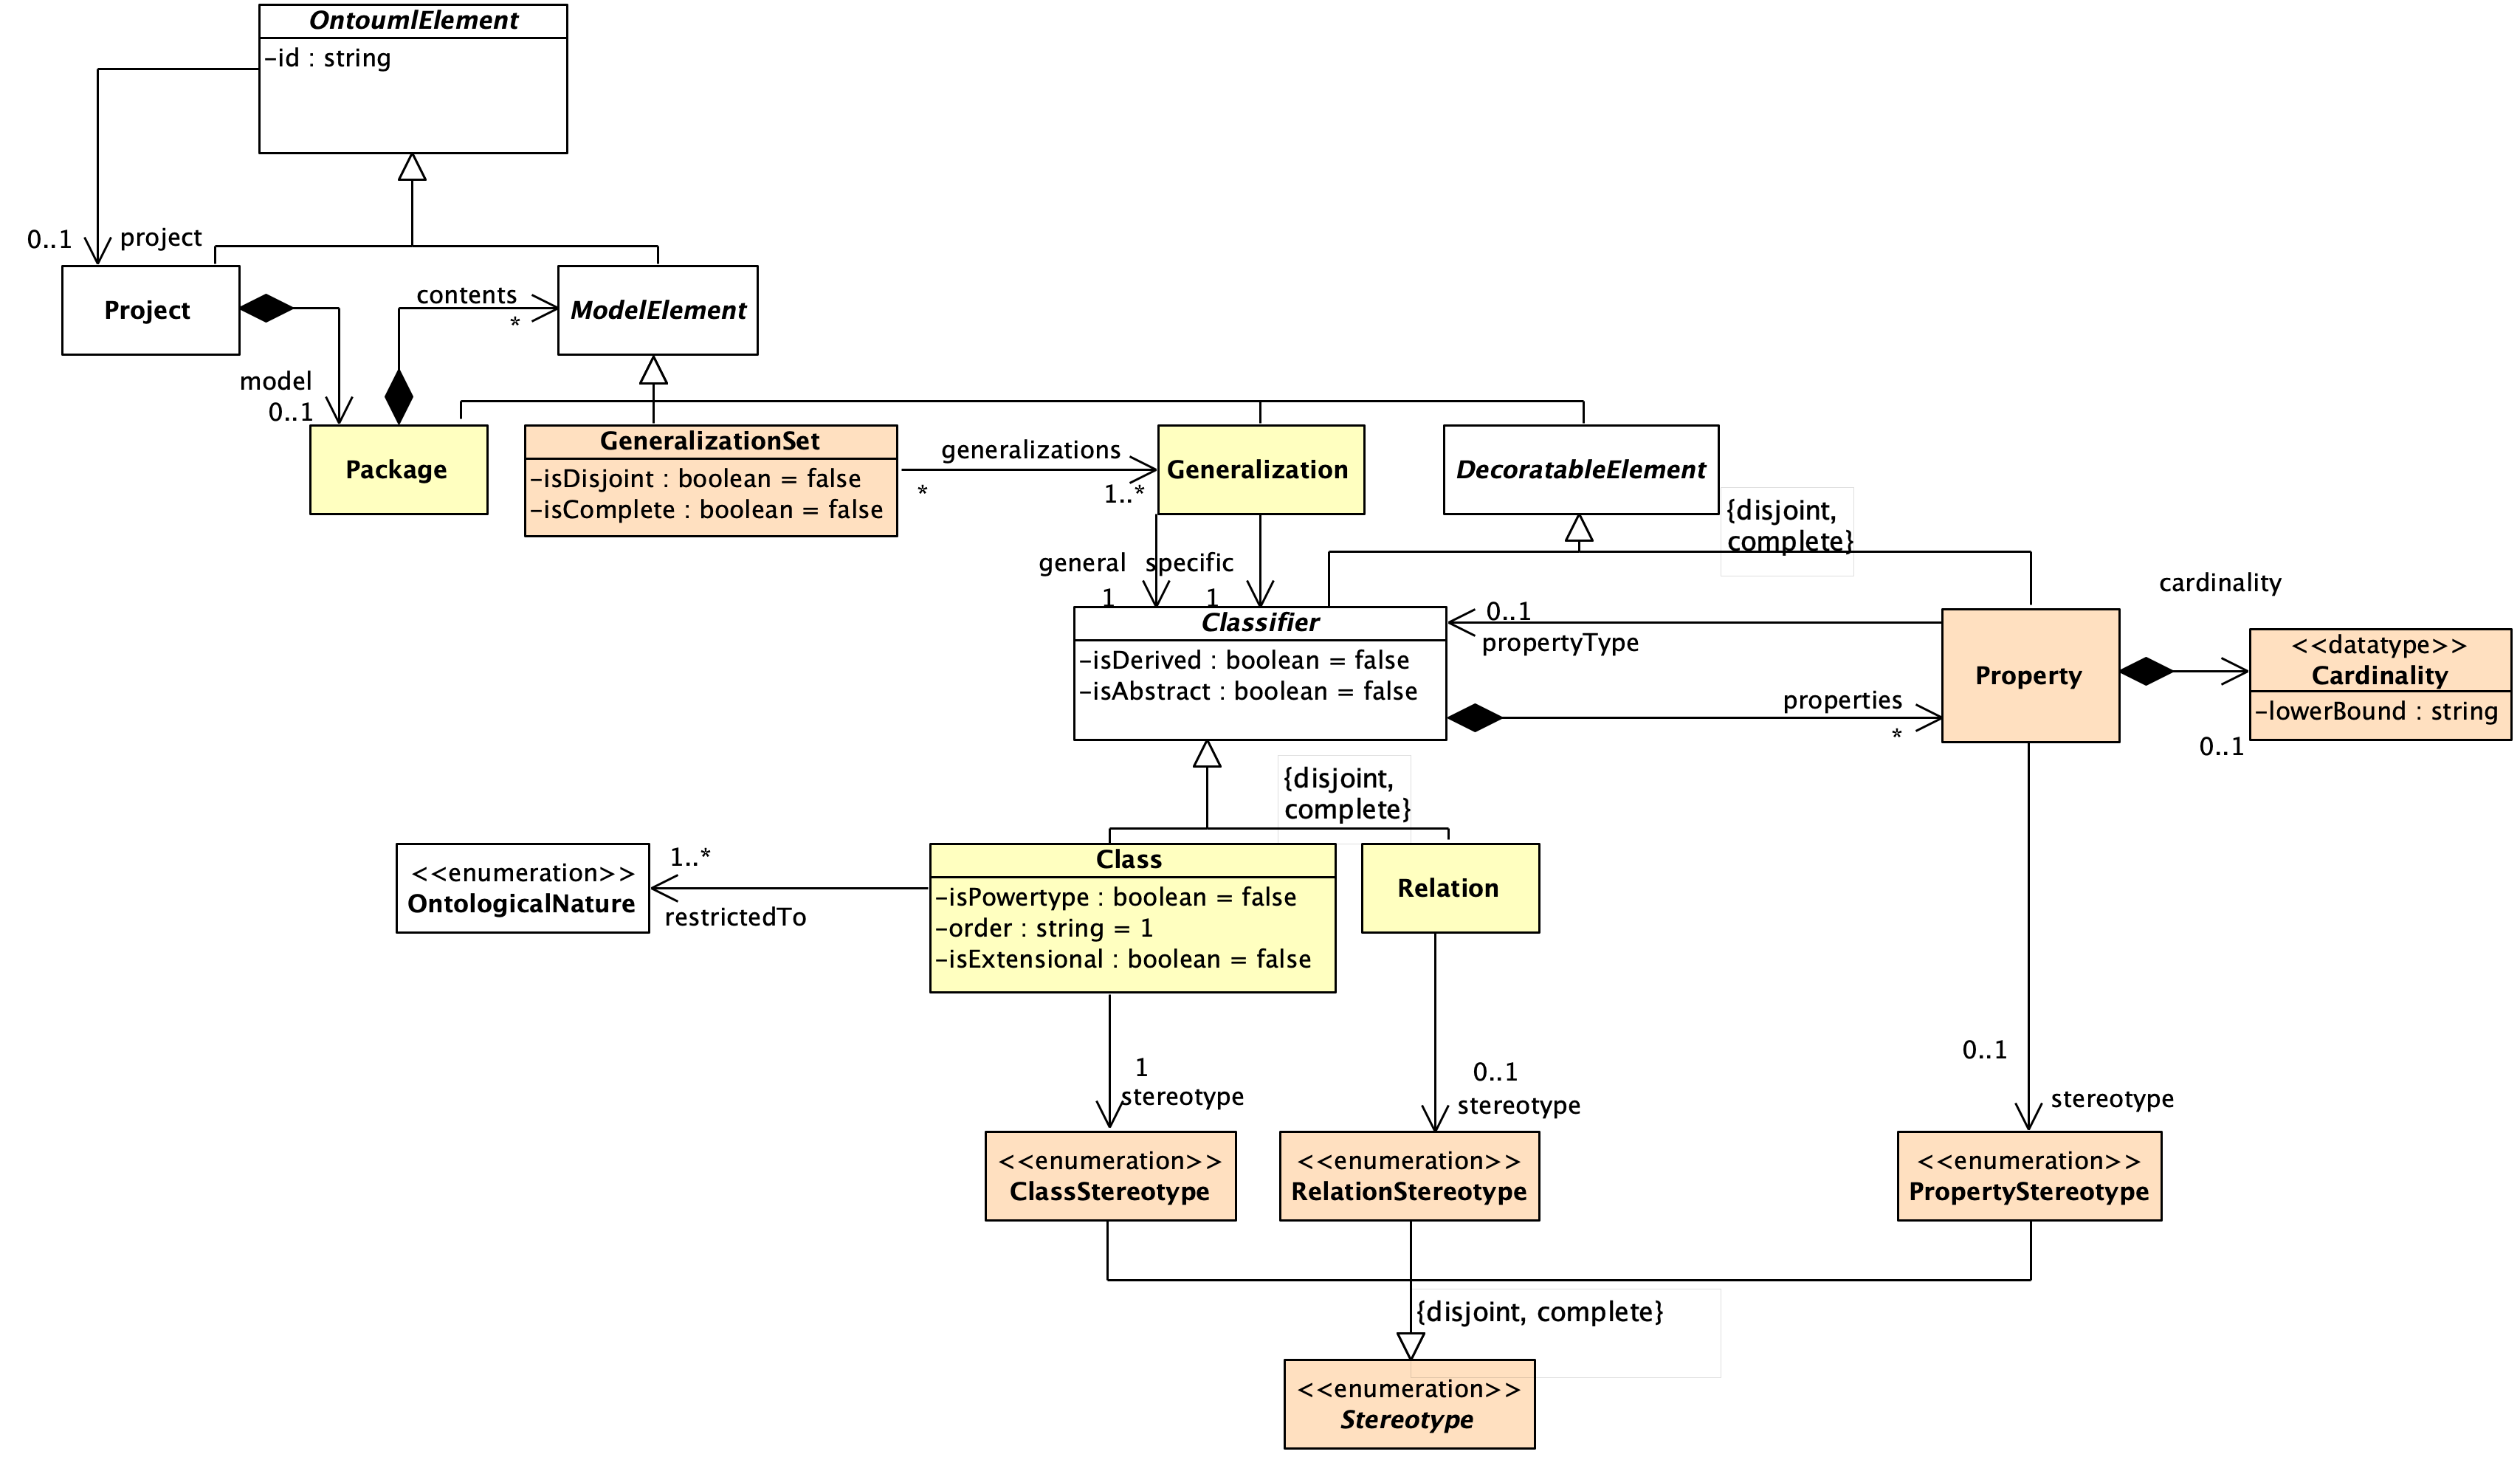 OntoumlElement
-id : string
0..1
project
Project
contents
*
ModelElement
model
0..1
Package
GeneralizationSet
-isDisjoint : boolean = false
-isComplete : boolean = false
generalizations
*
1..*
Generalization
DecoratableElement
{disjoint,
complete}
general
specific
1
1
cardinality
Classifier
-isDerived : boolean = false
-isAbstract : boolean = false
0..1
propertyType
properties
*
Property
<<datatype>>
Cardinality
-lowerBound : string
0..1
{disjoint,
complete}
<<enumeration>>
OntologicalNature
1..*
restrictedTo
Class
-isPowertype : boolean = false
-order : string = 1
-isExtensional : boolean = false
Relation
1
stereotype
0..1
stereotype
0..1
stereotype
<<enumeration>>
ClassStereotype
<<enumeration>>
RelationStereotype
<<enumeration>>
PropertyStereotype
{disjoint, complete}
<<enumeration>>
Stereotype